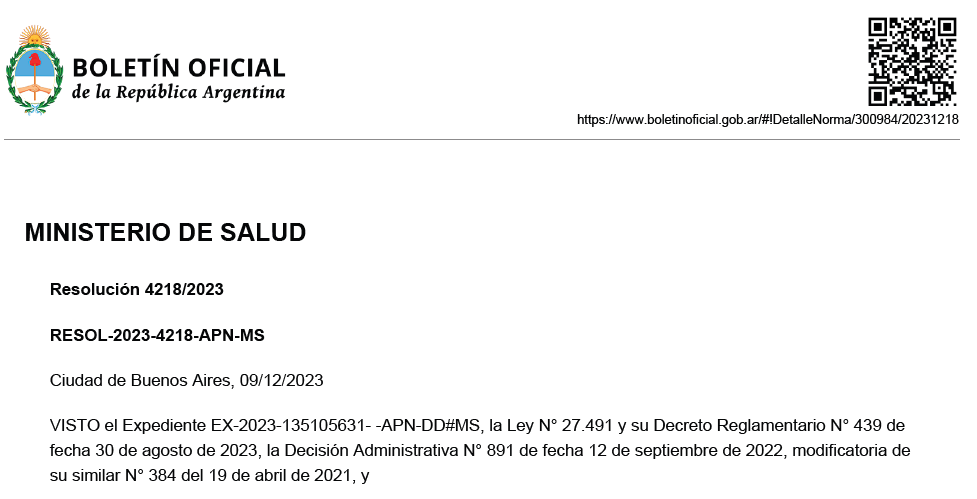 BOLETÍN OFICIAL
de la República Argentina
https://www.boletinoficial.gob.ar/#!DetalleNorma/300984/20231218
MINISTERIO DE SALUD
Resolución 4218/2023
RESOL-2023-4218-APN-MS
Ciudad de Buenos Aires, 09/12/2023
VISTO el Expediente EX-2023-135105631- -APN-DD#MS, la Ley N° 27.491 y su Decreto Reglamentario N° 439 de
fecha 30 de agosto de 2023, la Decisión Administrativa N° 891 de fecha 12 de septiembre de 2022, modificatoria de
su similar N° 384 del 19 de abril de 2021, y